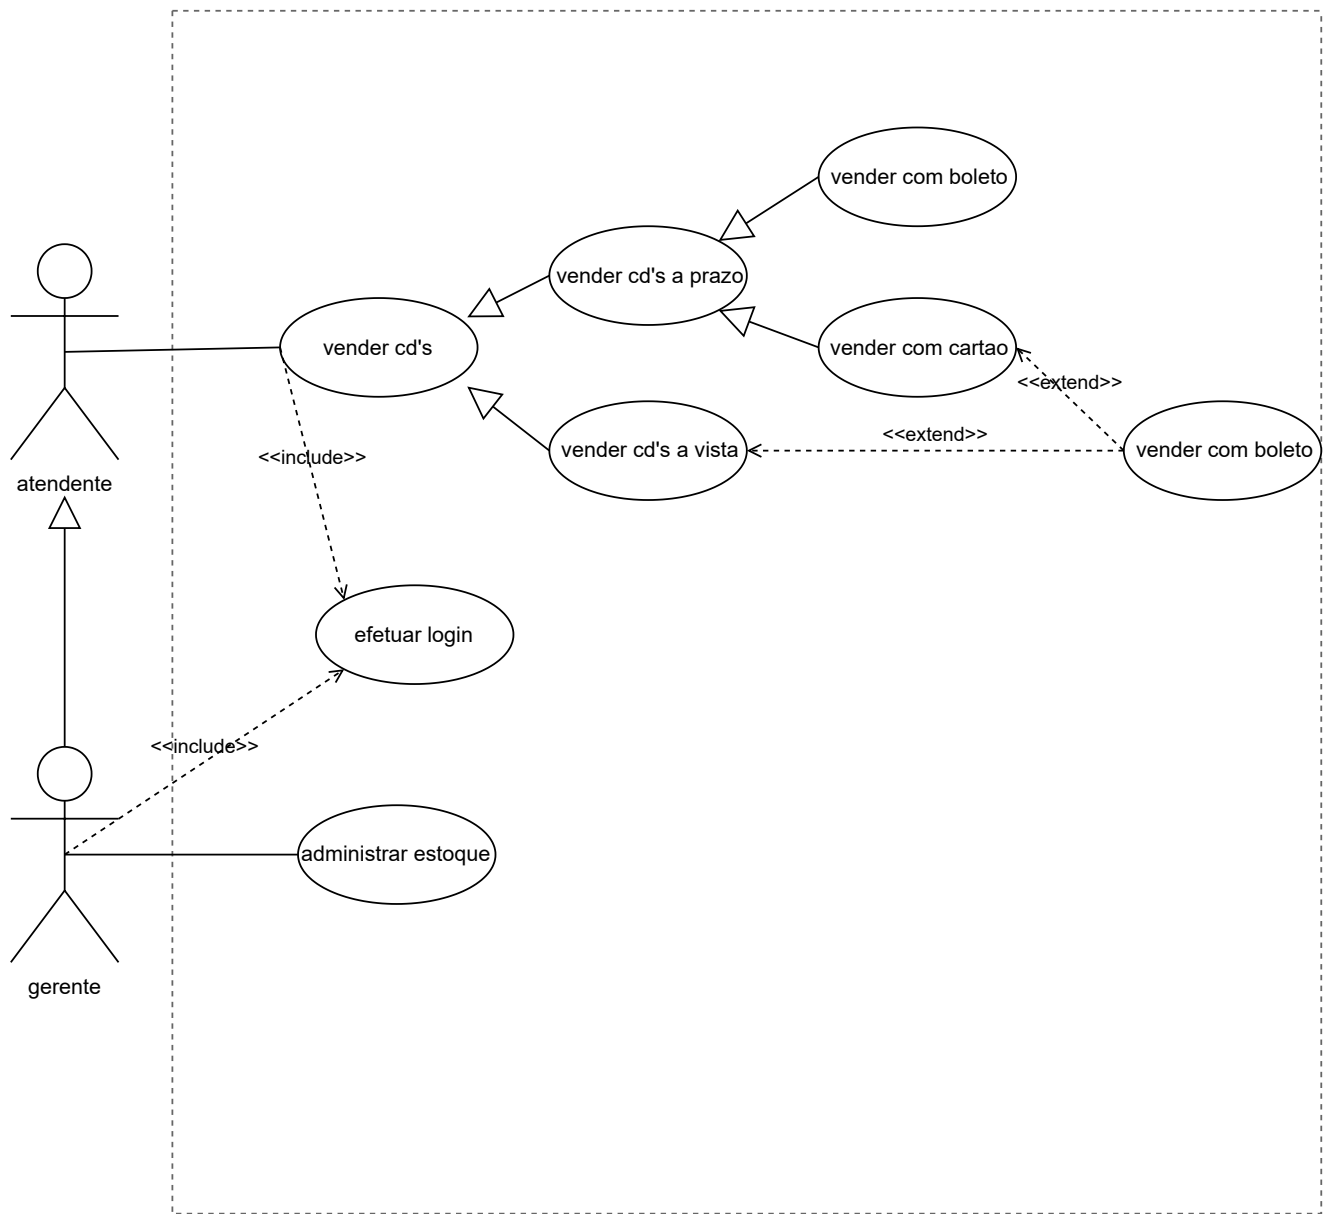 vender com boleto
vender cd's a prazo
vender cd's
vender com cartao
<<extend>>
<<extend>>
vender cd's a vista
vender com boleto
<<include>>
atendente
efetuar login
<<include>>
administrar estoque
gerente